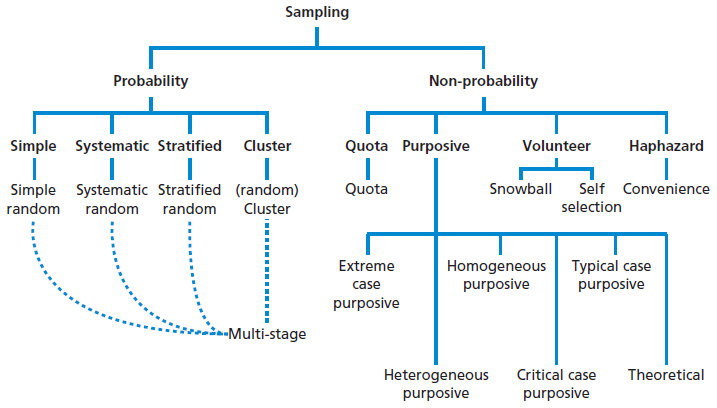 Sampling
Probability
Non-probability
Simple
Systematic
Stratified
Cluster
Quota
Purposive
Volunteer
Haphazard
Simple
random
Systematic
random
Stratified
random
(random)
Cluster
Quota
Snowball
Self
selection
Convenience
Extreme
case
purposive
Homogeneous
purposive
Typical case
purposive
Multi-stage
Heterogeneous
purposive
Critical case
purposive
Theoretical